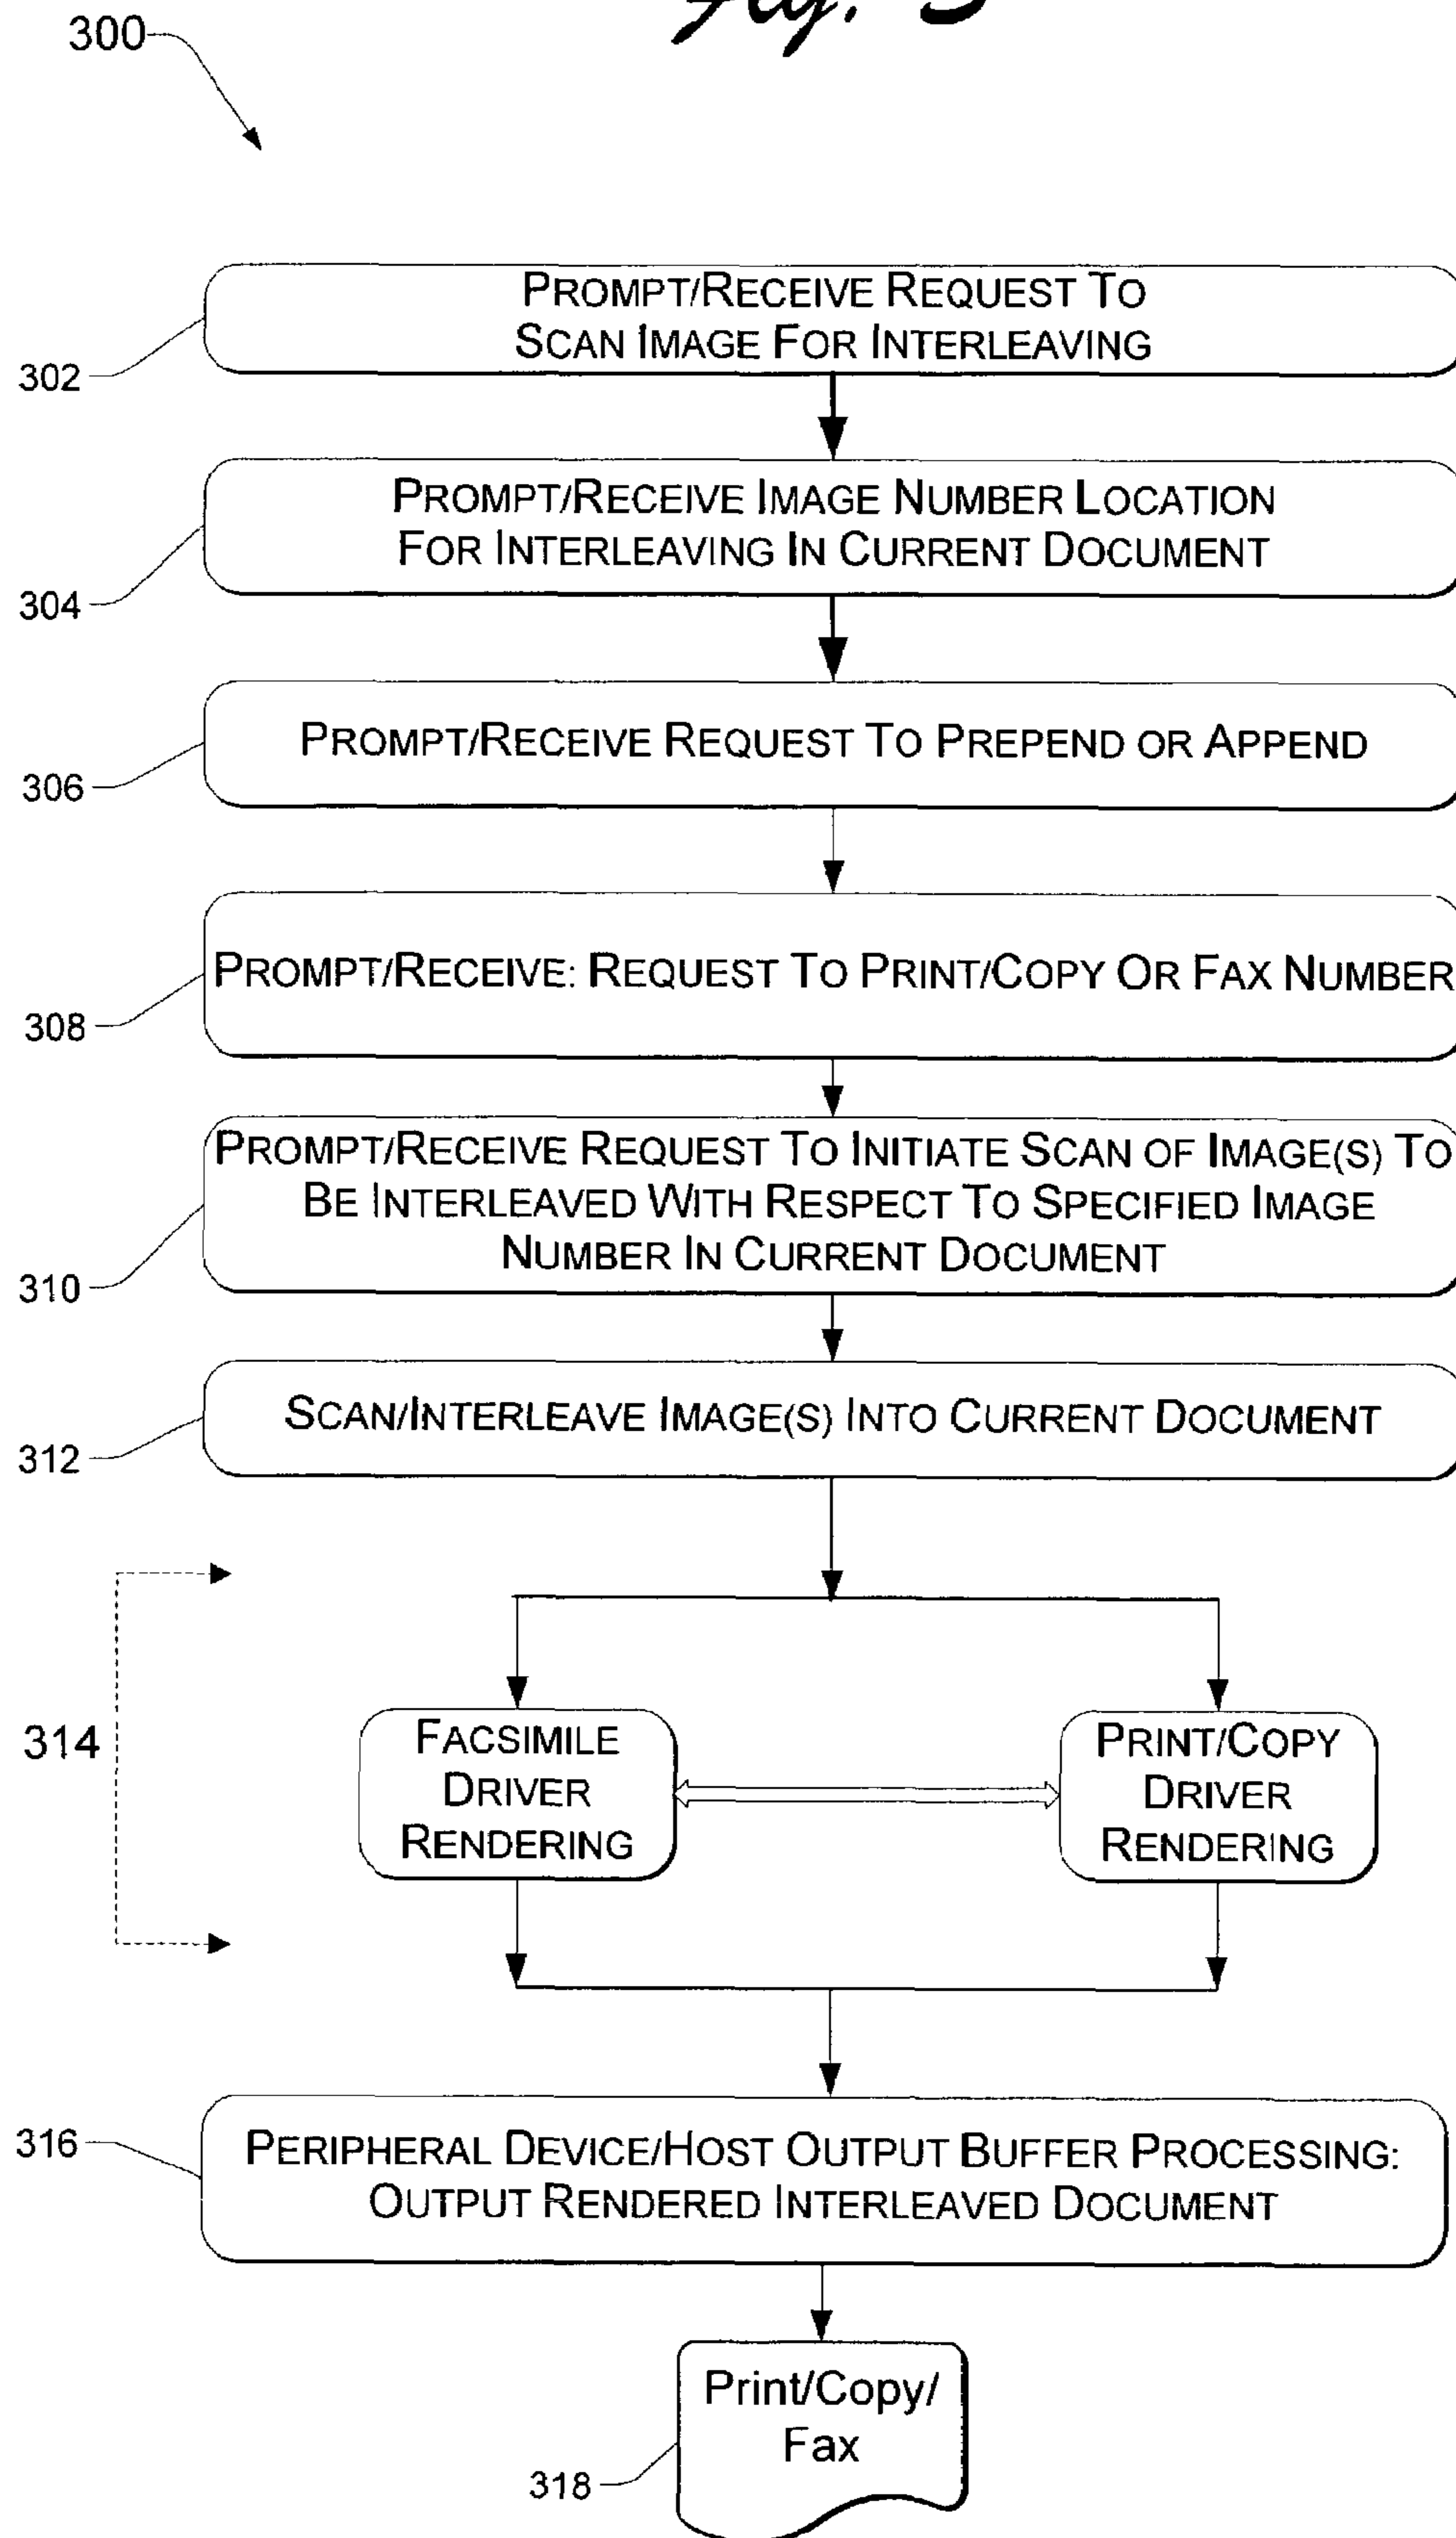 Fig. 3
300
PROMPT/RECEIVE REQUEST TO
SCAN IMAGE FOR INTERLEAVING
302
PROMPT/RECEIVE IMAGE NUMBER LOCATION
FOR INTERLEAVING IN CURRENT DOCUMENT
304
PROMPT/RECEIVE REQUEST TO PREPEND OR APPEND
306
PROMPT/RECEIVE: REQUEST TO PRINT/COPY OR FAX NUMBER
308
PROMPT/RECEIVE REQUEST TO INITIATE SCAN OF IMAGE(S) TO
BE INTERLEAVED WITH RESPECT TO SPECIFIED IMAGE
NUMBER IN CURRENT DOCUMENT
310
SCAN/INTERLEAVE IMAGE(S) INTO CURRENT DOCUMENT
312
314
FACSIMILE
DRIVER
RENDERING
PRINT/COPY
DRIVER
RENDERING
316
PERIPHERAL DEVICE/HOST OUTPUT BUFFER PROCESSING:
OUTPUT RENDERED INTERLEAVED DOCUMENT
Print/Copy/
Fax
318